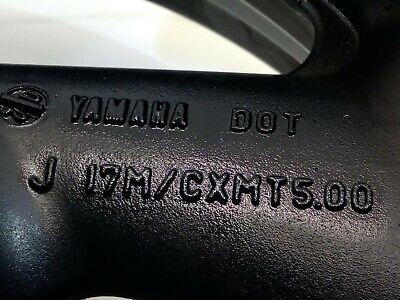 YAMAHA DOT
J 17M/CXMT5.00